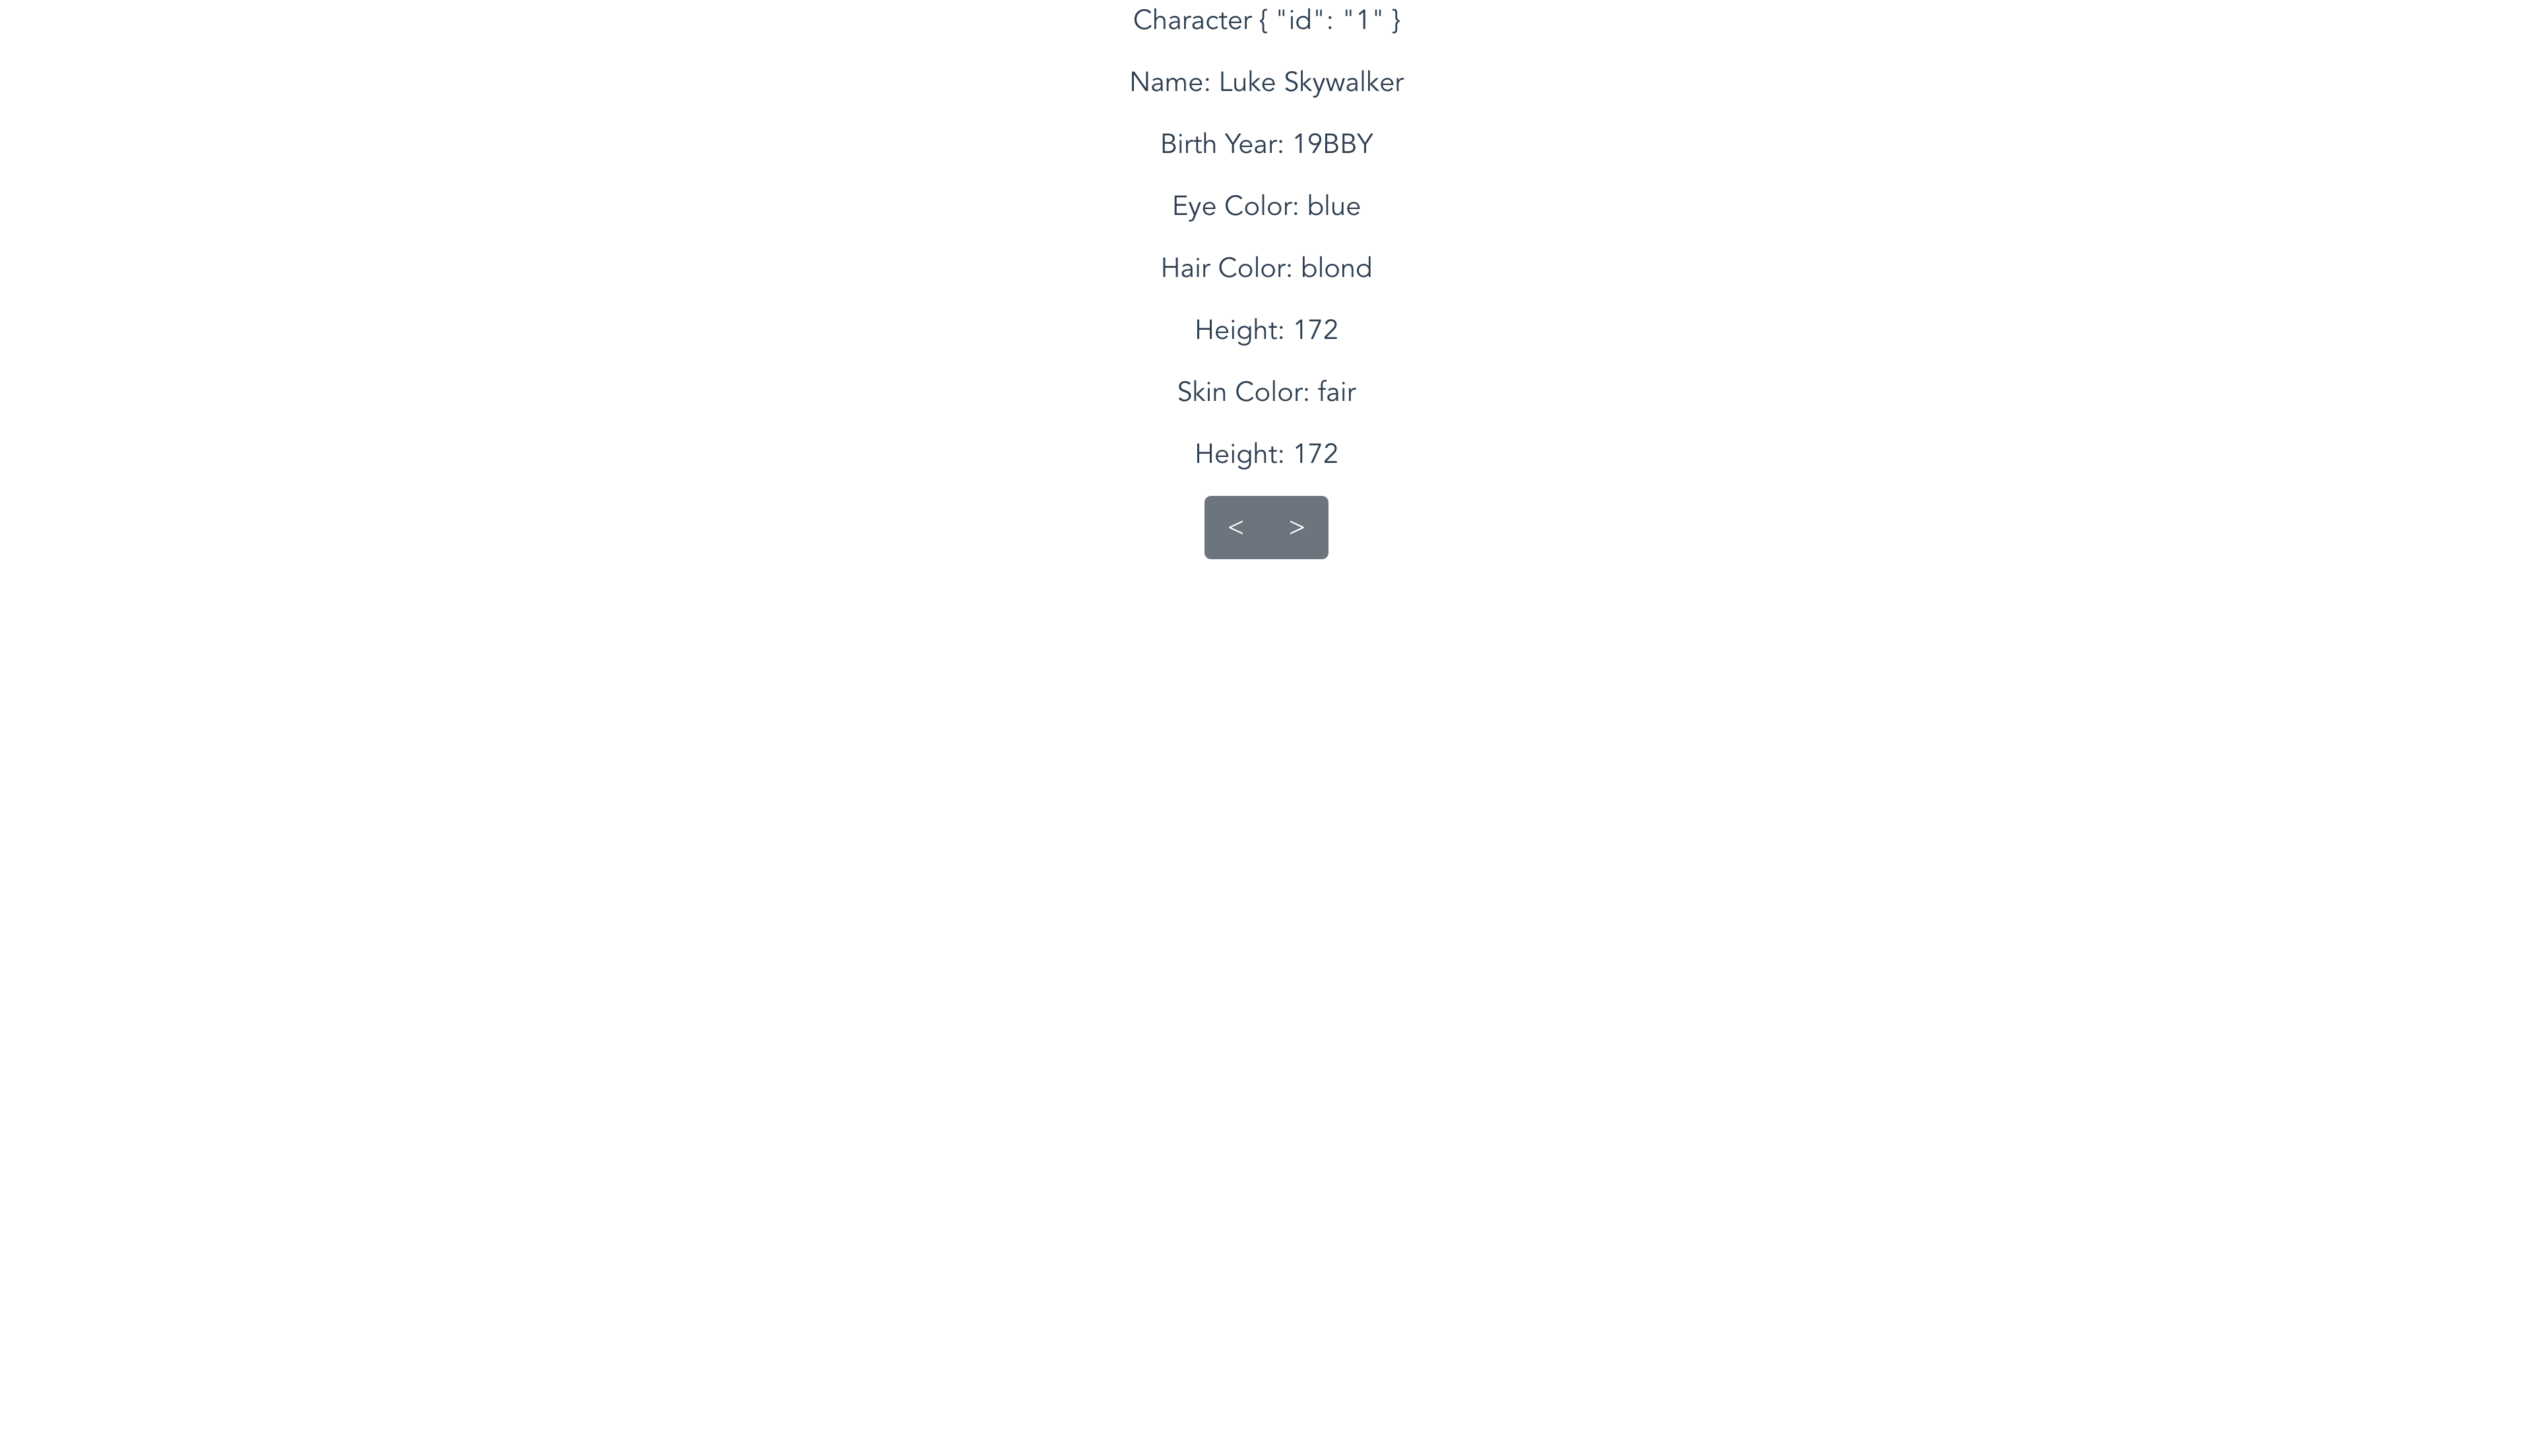 Character { "id": "1" }
Name: Luke Skywalker
Birth Year: 19BBY
Eye Color: blue
Hair Color: blond
Height: 172
Skin Color: fair
Height: 172
< >